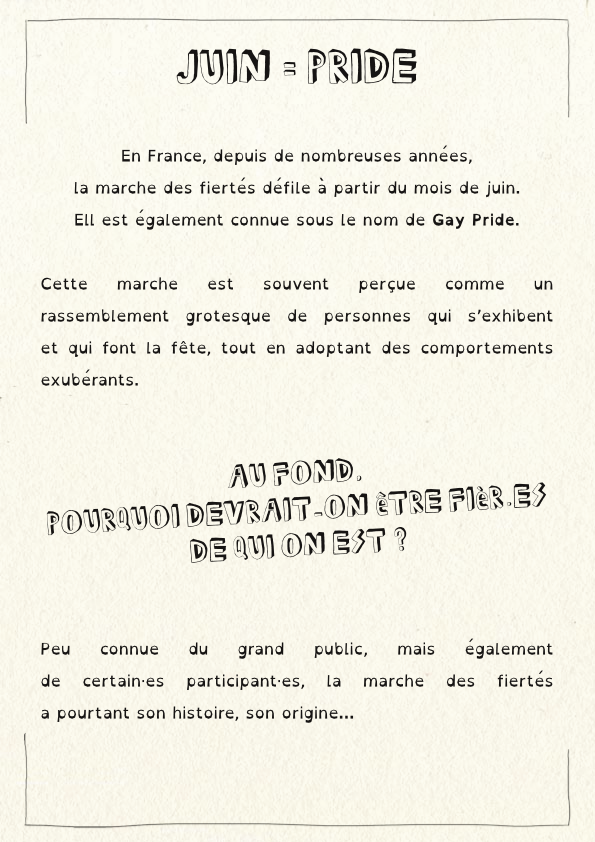 JUIN = PRIDE
En France, depuis de nombreuses années,
la marche des fiertés défile à partir du mois de juin.
Ell est également connue sous le nom de Gay Pride.
Cette marche est souvent perçue comme un
rassemblement grotesque de personnes qui s'exhibent
et qui font la fête, tout en adoptant des comportements
exubérants.
AU FOND,
POURQUOI DEVRAIT-ON êTRE FIèR.ES
DE QUI ON EST ?
Peu connue du grand public, mais également
de certain·es participant·es, la marche des fiertés
a pourtant son histoire, son origine...